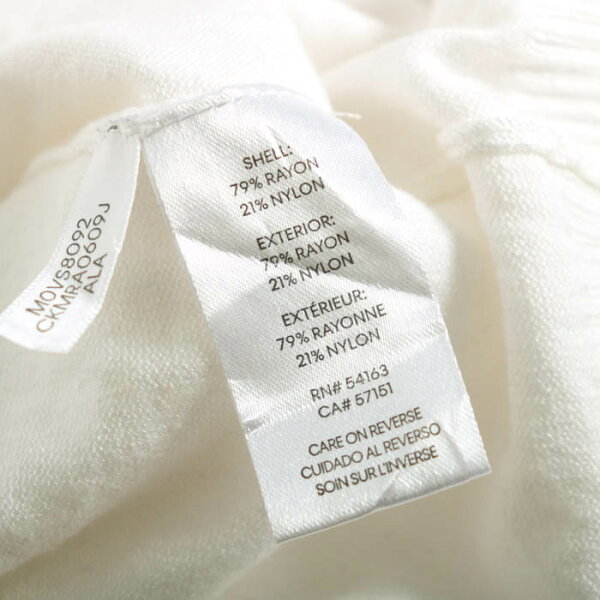 SHELL:
79% RAYON
21% NYLON
EXTERIOR:
79% RAYON
21% NYLON
EXTÉRIEUR:
79% RAYONNE
21% NYLON
RN# 54163
CA# 57151
CARE ON REVERSE
CUIDADO AL REVERSO
SOIN SUR L'INVERSE
M0VS8092
CKMRA0609J
ALA